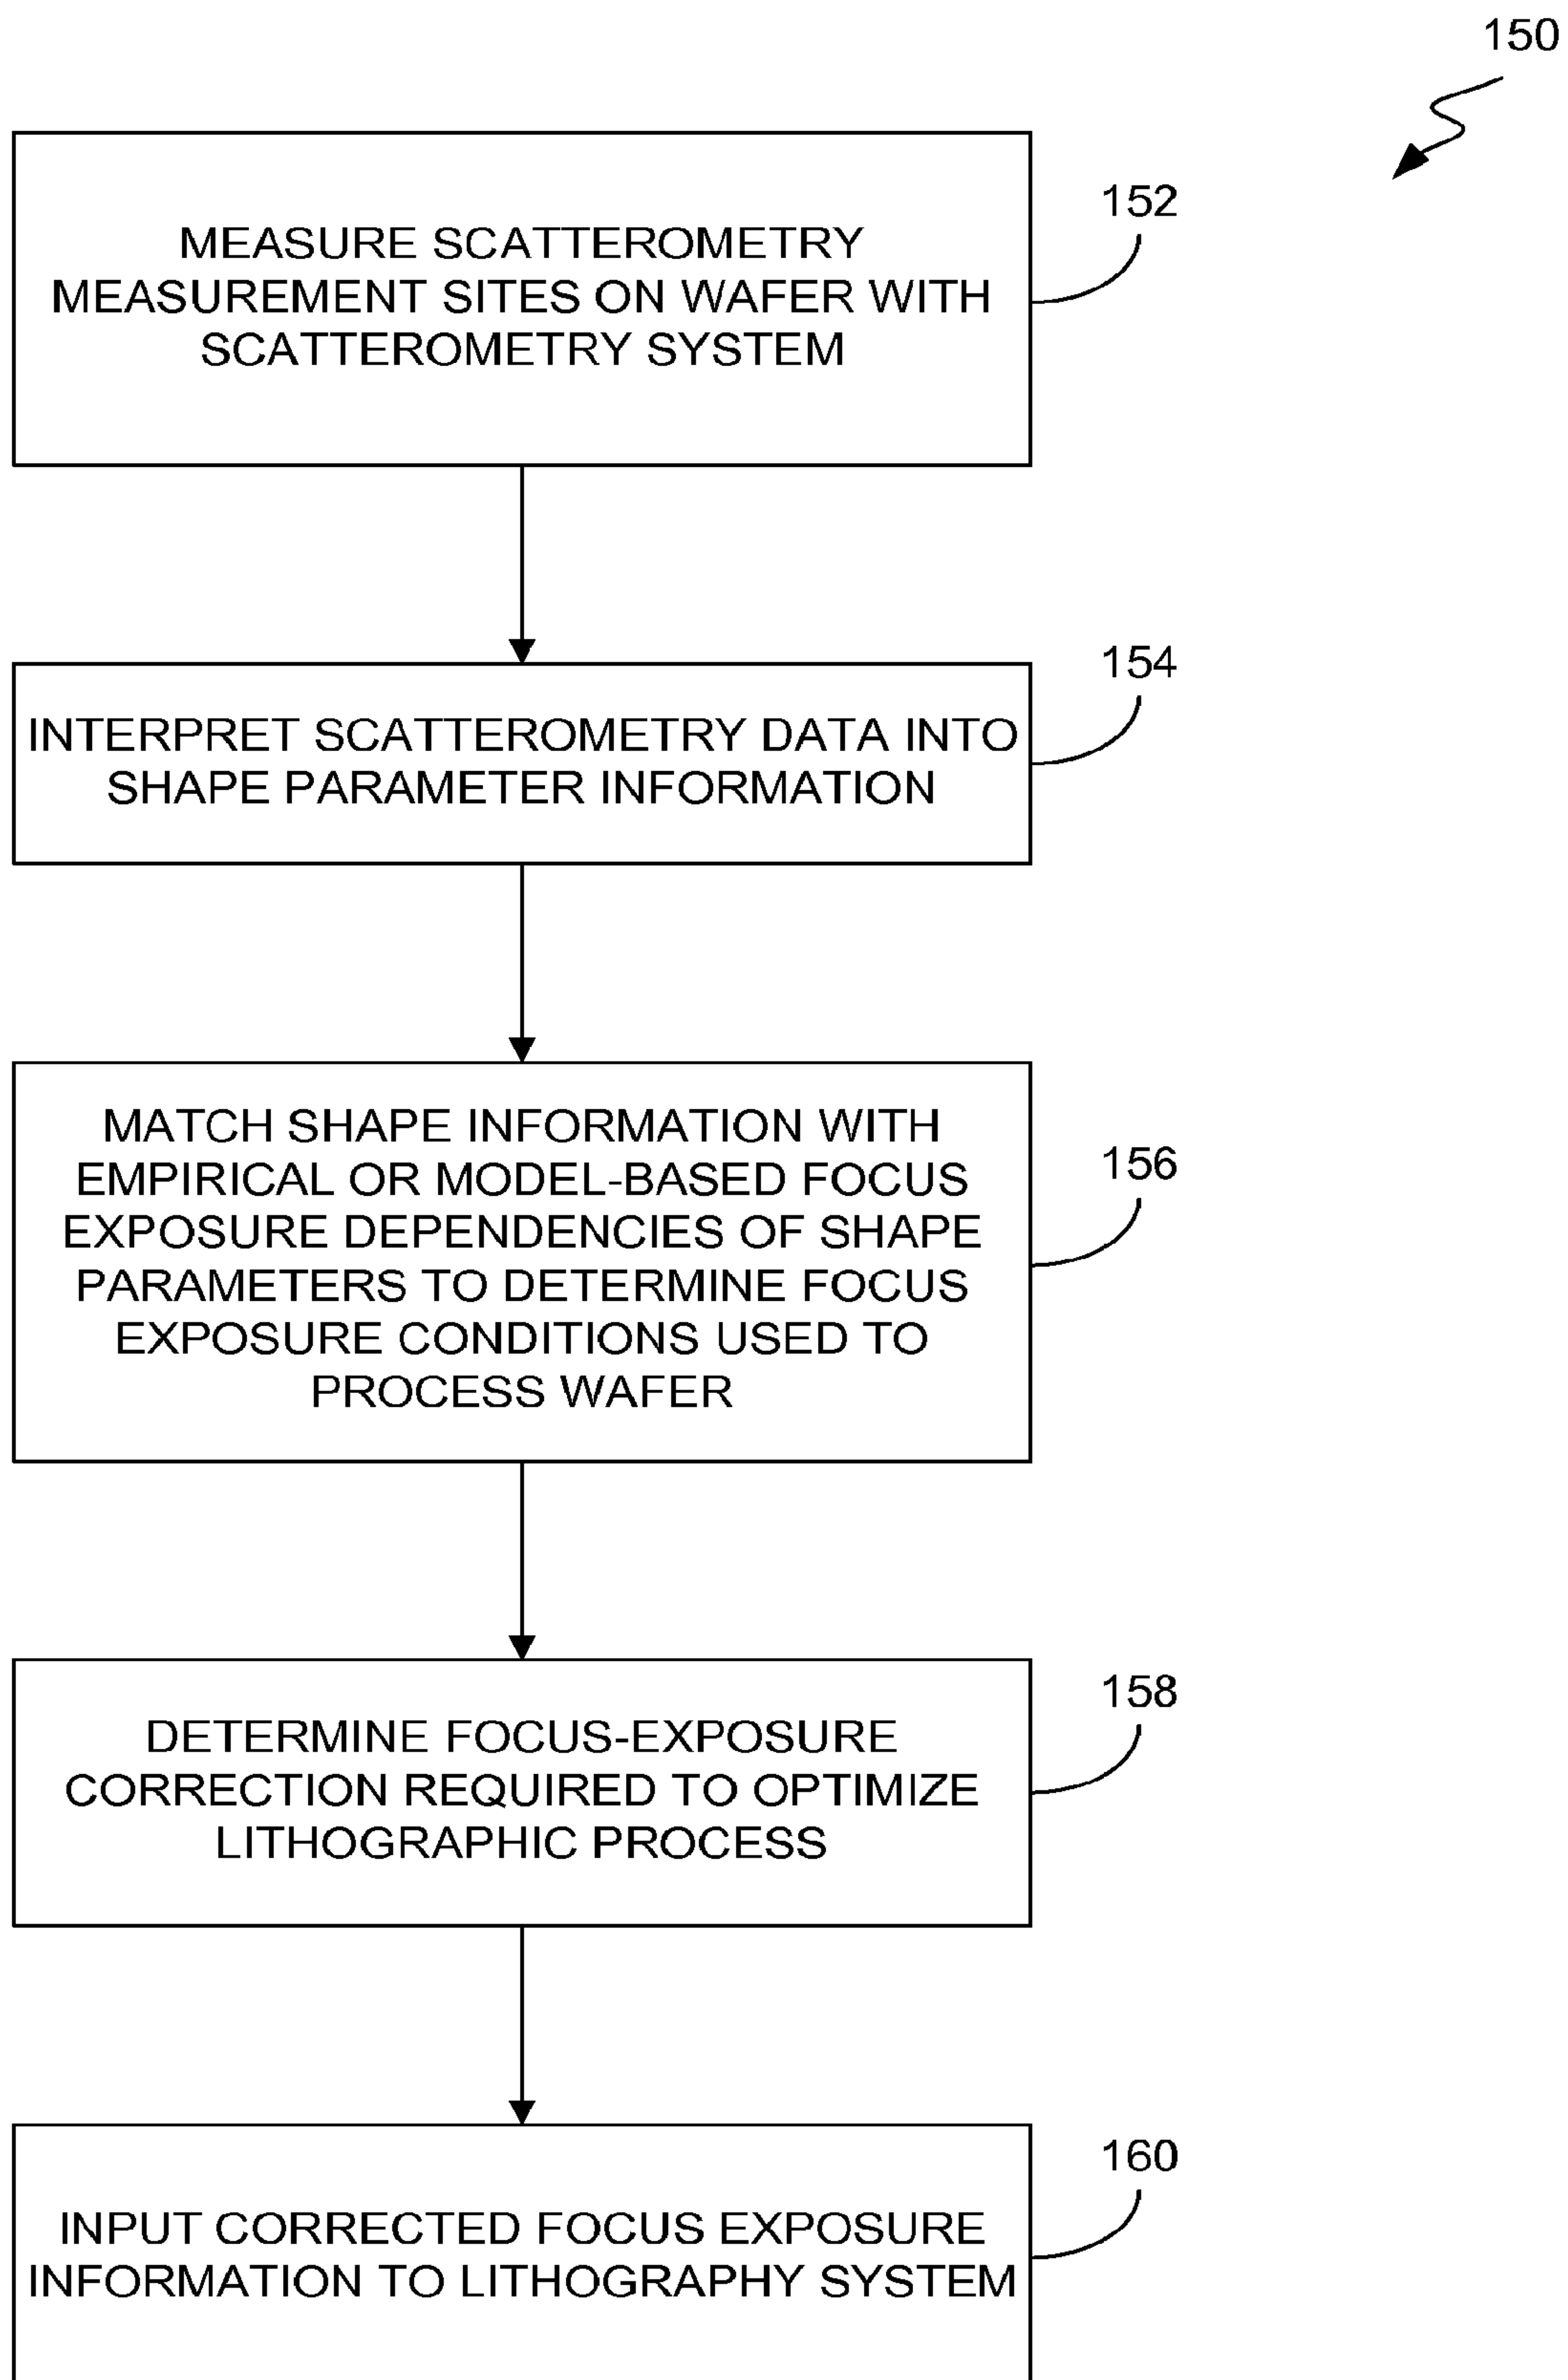 150
152
MEASURE SCATTEROMETRY
MEASUREMENT SITES ON WAFER WITH
SCATTEROMETRY SYSTEM
154
INTERPRET SCATTEROMETRY DATA INTO
SHAPE PARAMETER INFORMATION
156
MATCH SHAPE INFORMATION WITH
EMPIRICAL OR MODEL-BASED FOCUS
EXPOSURE DEPENDENCIES OF SHAPE
PARAMETERS TO DETERMINE FOCUS
EXPOSURE CONDITIONS USED TO
PROCESS WAFER
158
DETERMINE FOCUS-EXPOSURE
CORRECTION REQUIRED TO OPTIMIZE
LITHOGRAPHIC PROCESS
160
INPUT CORRECTED FOCUS EXPOSURE
INFORMATION TO LITHOGRAPHY SYSTEM